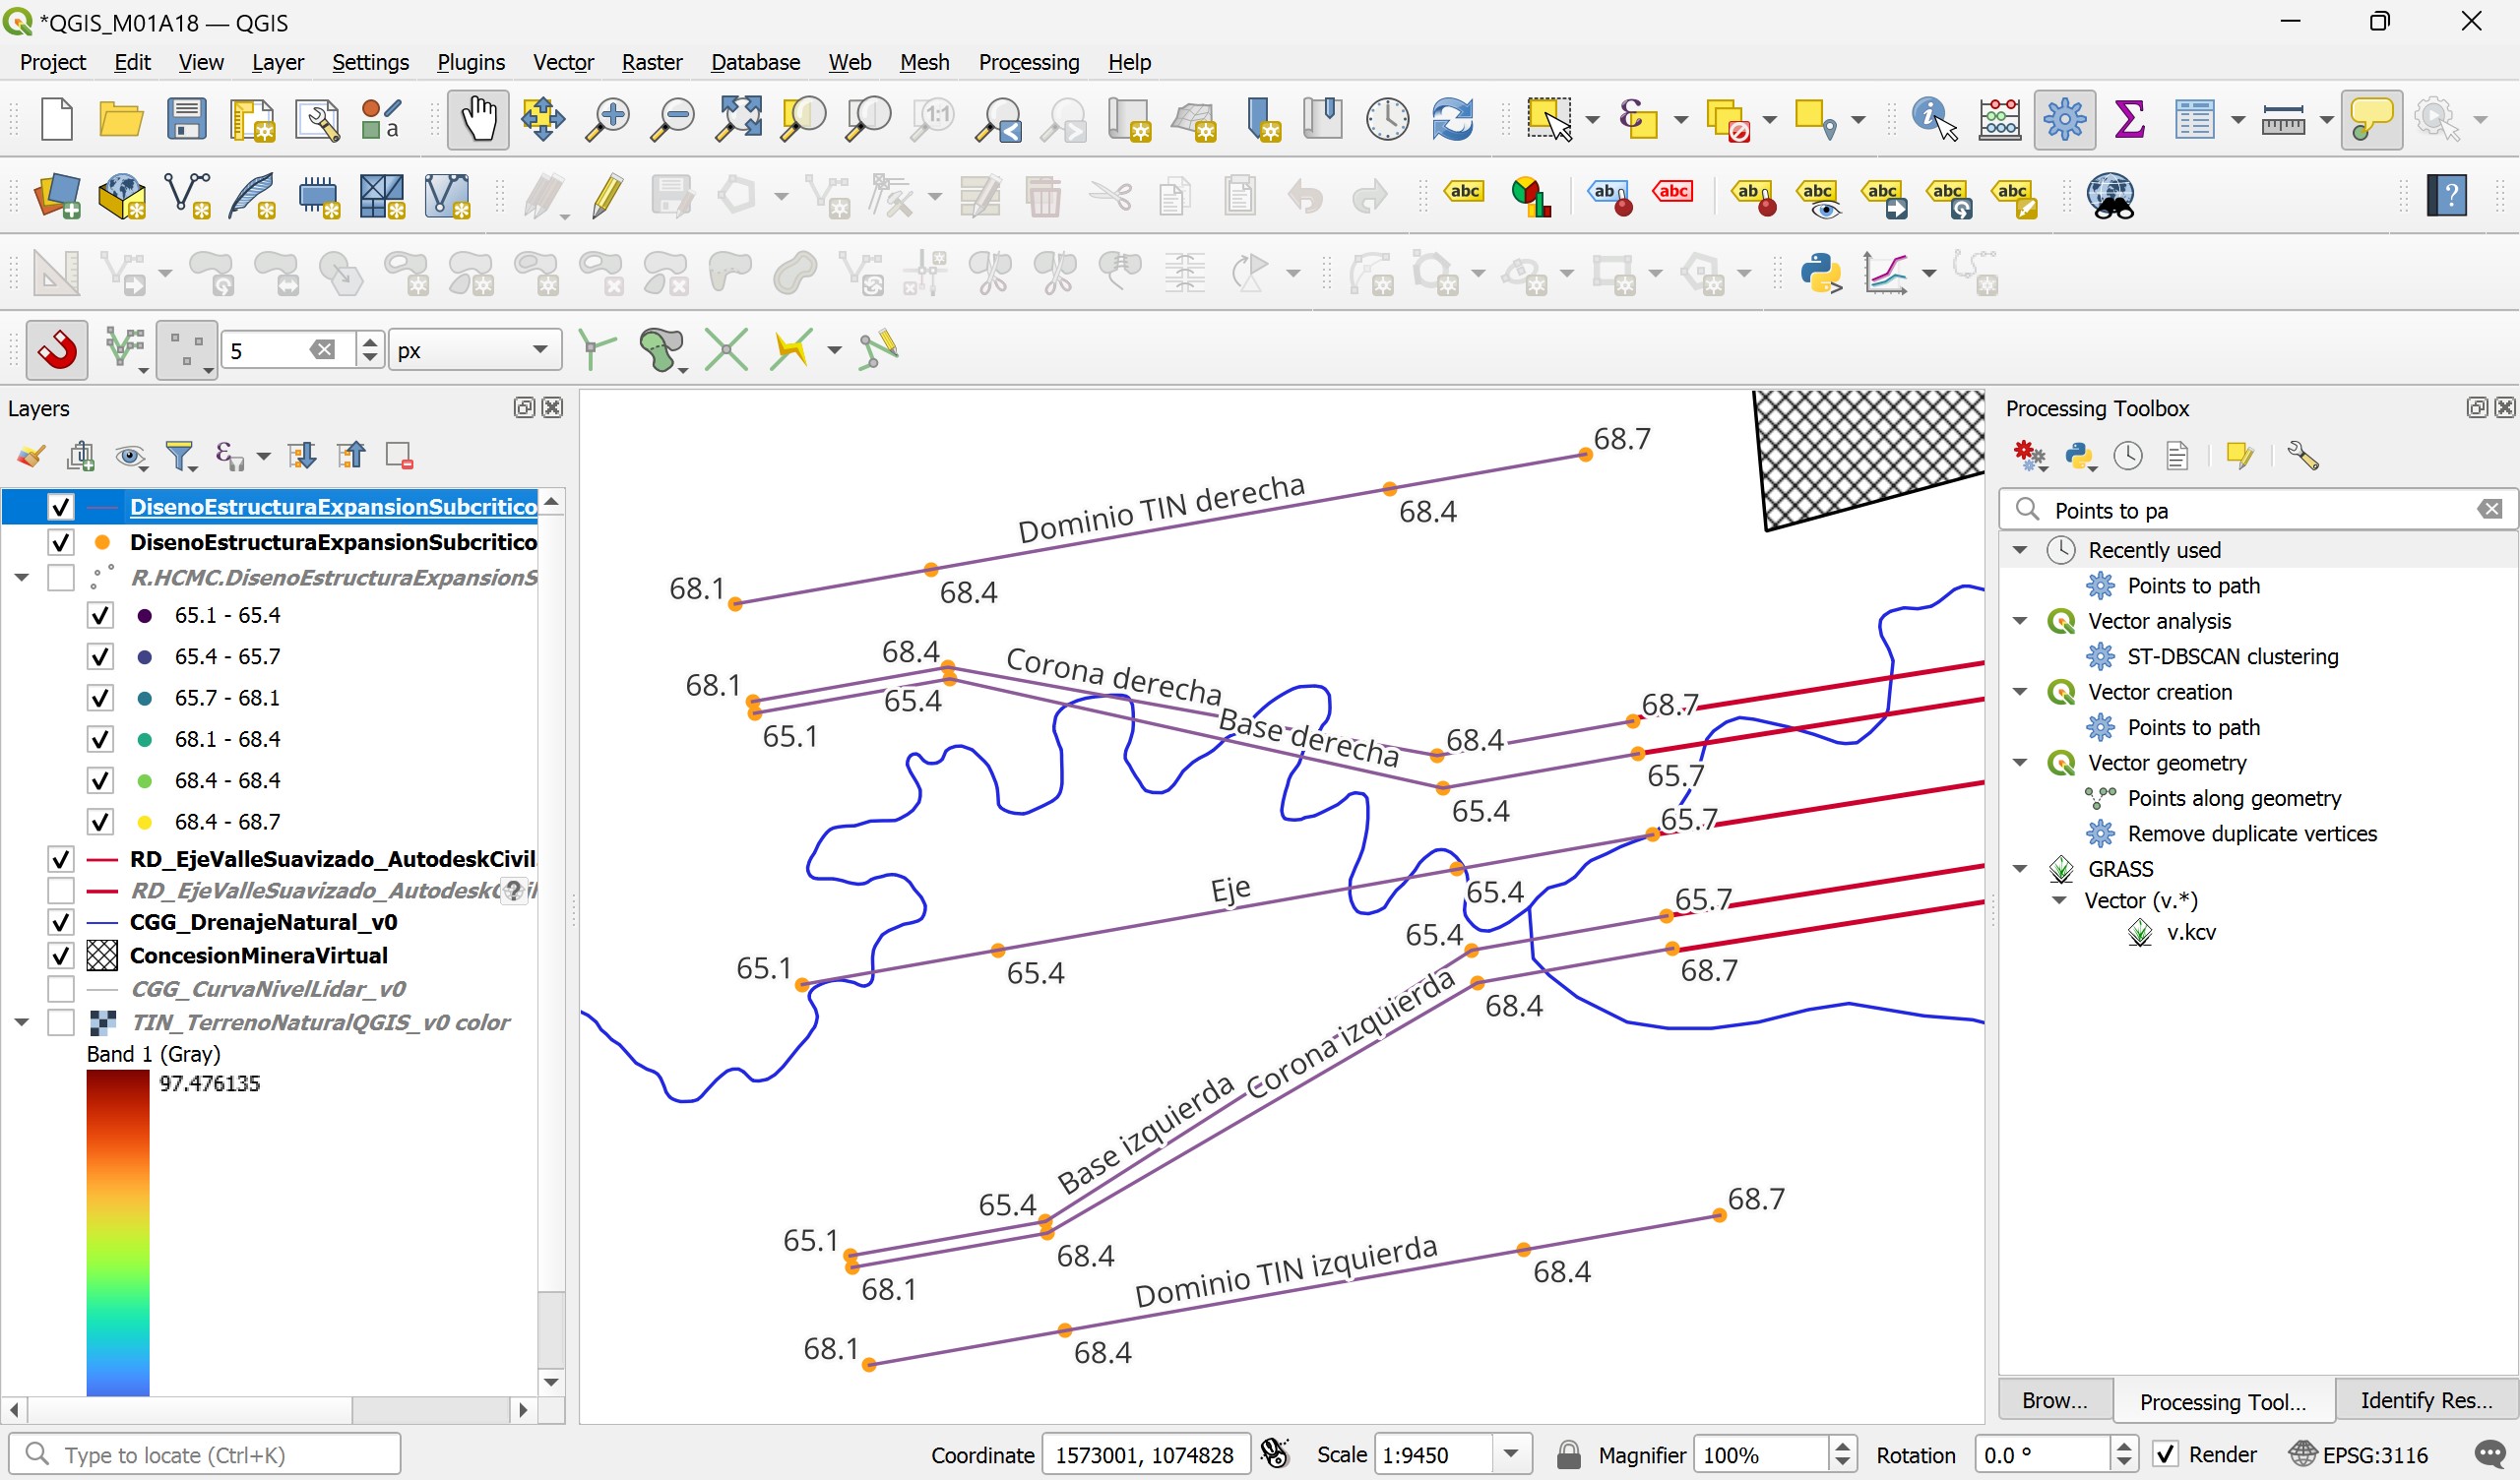 *QGIS_M01A18 — QGIS
Project Edit View Layer Settings Plugins Vector Raster Database Web Mesh Processing Help
5 px
Layers
DisenoEstructuraExpansionSubcritico
DisenoEstructuraExpansionSubcritico
R.HCMC.DisenoEstructuraExpansionS
65.1 - 65.4
65.4 - 65.7
65.7 - 68.1
68.1 - 68.4
68.4 - 68.4
68.4 - 68.7
RD_EjeValleSuavizado_AutodeskCivil
RD_EjeValleSuavizado_Autodesk
CGG_DrenajeNatural_v0
ConcesionMineraVirtual
CGG_CurvaNivelLidar_v0
TIN_TerrenoNaturalQGIS_v0 color
Band 1 (Gray)
97.476135
68.7
Dominio TIN derecha
68.4
68.1
68.4
68.4
Corona derecha
68.1
65.4
68.7
65.1
Base derecha
68.4
65.7
65.4
65.7
Eje
65.4
65.7
65.4
65.1
65.4
68.7
68.4
Corona izquierda
Base izquierda
65.4
68.7
65.1
68.4
68.1
Dominio TIN izquierda
68.4
68.1
68.4
Processing Toolbox
Points to pa
Recently used
Points to path
Vector analysis
ST-DBSCAN clustering
Vector creation
Points to path
Vector geometry
Points along geometry
Remove duplicate vertices
GRASS
Vector (v.*)
v.kcv
Brow... Processing Tool... Identify Res...
Type to locate (Ctrl+K) Coordinate 1573001, 1074828 Scale 1:9450 Magnifier 100% Rotation 0.0 ° Render EPSG:3116